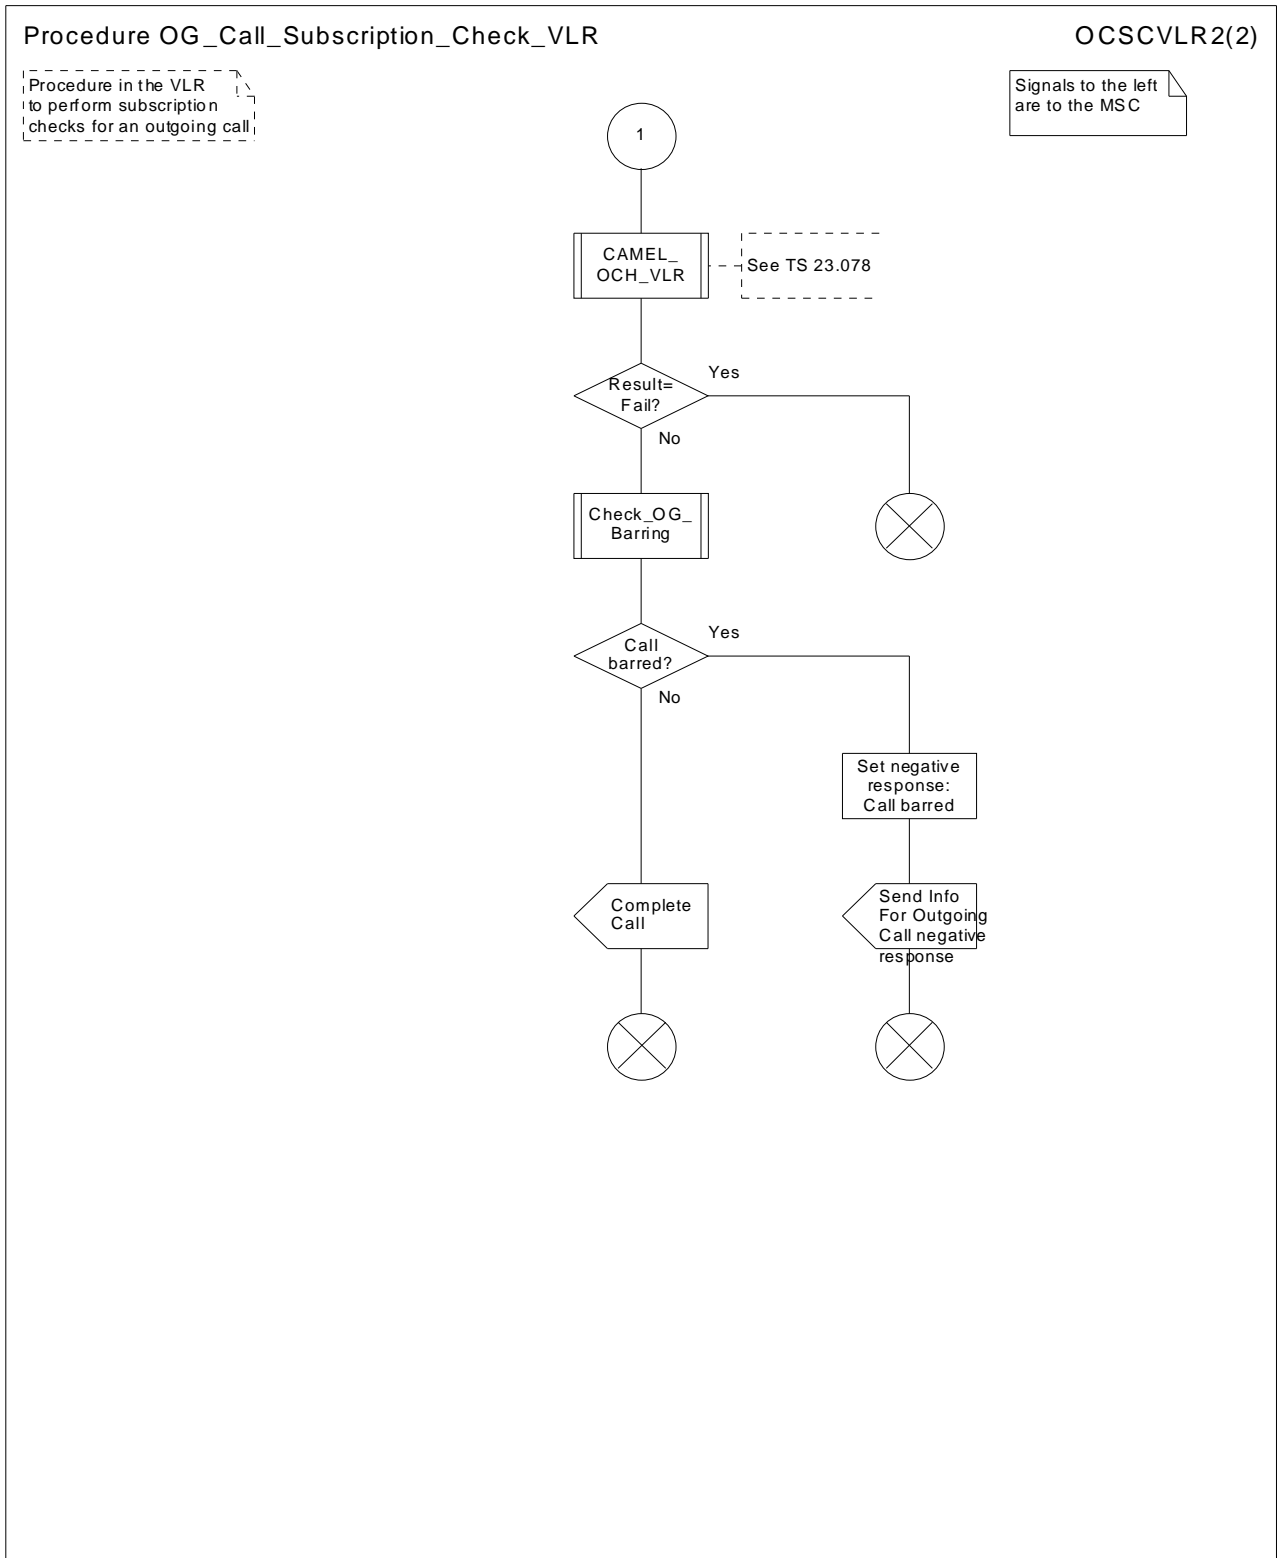 Procedure OG_Call_Subscription_Check_VLR
OCSCVLR2(2)
Procedure in the VLR
to perform subscription
checks for an outgoing call
Signals to the left
are to the MSC
1
CAMEL_
OCH_VLR
See TS 23.078
Result=
Fail?
Yes
No
Check_OG_
Barring
Call
barred?
Yes
No
Set negative
response:
Call barred
Complete
Call
Send Info
For Outgoing
Call negative
response